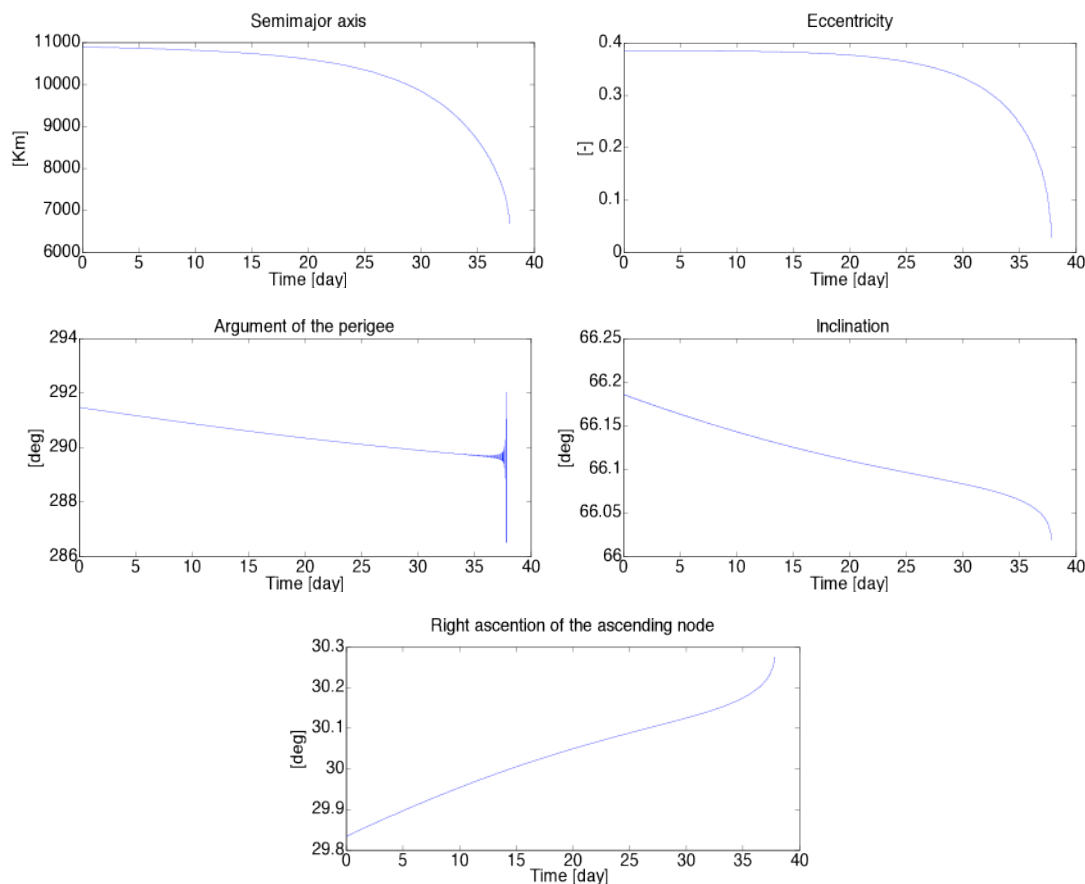 Semimajor axis
11000
10000
9000
8000
7000
6000
[Km]
0 5 10 15 20 25 30 35 40
Time [day]
Eccentricity
0.4
0.3
0.2
0.1
0
[-]
0 5 10 15 20 25 30 35 40
Time [day]
Argument of the perigee
294
292
290
288
286
[deg]
0 5 10 15 20 25 30 35 40
Time [day]
Inclination
66.25
66.2
66.15
66.1
66.05
66
[deg]
0 5 10 15 20 25 30 35 40
Time [day]
Right ascention of the ascending node
30.3
30.2
30.1
30
29.9
29.8
[deg]
0 5 10 15 20 25 30 35 40
Time [day]